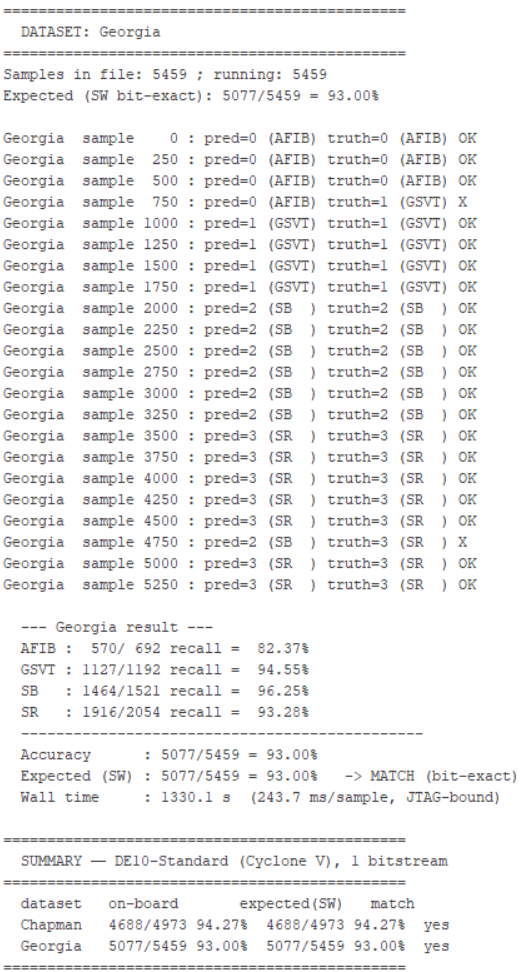 ==============================================
  DATASET: Georgia
==============================================
Samples in file: 5459 ; running: 5459
Expected (SW bit-exact): 5077/5459 = 93.00%

Georgia  sample    0 : pred=0 (AFIB) truth=0 (AFIB) OK
Georgia  sample  250 : pred=0 (AFIB) truth=0 (AFIB) OK
Georgia  sample  500 : pred=0 (AFIB) truth=0 (AFIB) OK
Georgia  sample  750 : pred=0 (AFIB) truth=1 (GSVT) X
Georgia  sample 1000 : pred=1 (GSVT) truth=1 (GSVT) OK
Georgia  sample 1250 : pred=1 (GSVT) truth=1 (GSVT) OK
Georgia  sample 1500 : pred=1 (GSVT) truth=1 (GSVT) OK
Georgia  sample 1750 : pred=1 (GSVT) truth=1 (GSVT) OK
Georgia  sample 2000 : pred=2 (SB  ) truth=2 (SB  ) OK
Georgia  sample 2250 : pred=2 (SB  ) truth=2 (SB  ) OK
Georgia  sample 2500 : pred=2 (SB  ) truth=2 (SB  ) OK
Georgia  sample 2750 : pred=2 (SB  ) truth=2 (SB  ) OK
Georgia  sample 3000 : pred=2 (SB  ) truth=2 (SB  ) OK
Georgia  sample 3250 : pred=2 (SB  ) truth=2 (SB  ) OK
Georgia  sample 3500 : pred=3 (SR  ) truth=3 (SR  ) OK
Georgia  sample 3750 : pred=3 (SR  ) truth=3 (SR  ) OK
Georgia  sample 4000 : pred=3 (SR  ) truth=3 (SR  ) OK
Georgia  sample 4250 : pred=3 (SR  ) truth=3 (SR  ) OK
Georgia  sample 4500 : pred=3 (SR  ) truth=3 (SR  ) OK
Georgia  sample 4750 : pred=2 (SB  ) truth=3 (SR  ) X
Georgia  sample 5000 : pred=3 (SR  ) truth=3 (SR  ) OK
Georgia  sample 5250 : pred=3 (SR  ) truth=3 (SR  ) OK

  --- Georgia result ---
  AFIB :  570/ 692 recall =  82.37%
  GSVT : 1127/1192 recall =  94.55%
  SB   : 1464/1521 recall =  96.25%
  SR   : 1916/2054 recall =  93.28%
  ----------------------------------------------
  Accuracy      : 5077/5459 = 93.00%
  Expected (SW) : 5077/5459 = 93.00%   -> MATCH (bit-exact)
  Wall time     : 1330.1 s  (243.7 ms/sample, JTAG-bound)

==============================================
  SUMMARY — DE10-Standard (Cyclone V), 1 bitstream
==============================================
  dataset   on-board       expected(SW)   match
  Chapman   4688/4973 94.27%  4688/4973 94.27%  yes
  Georgia   5077/5459 93.00%  5077/5459 93.00%  yes
==============================================